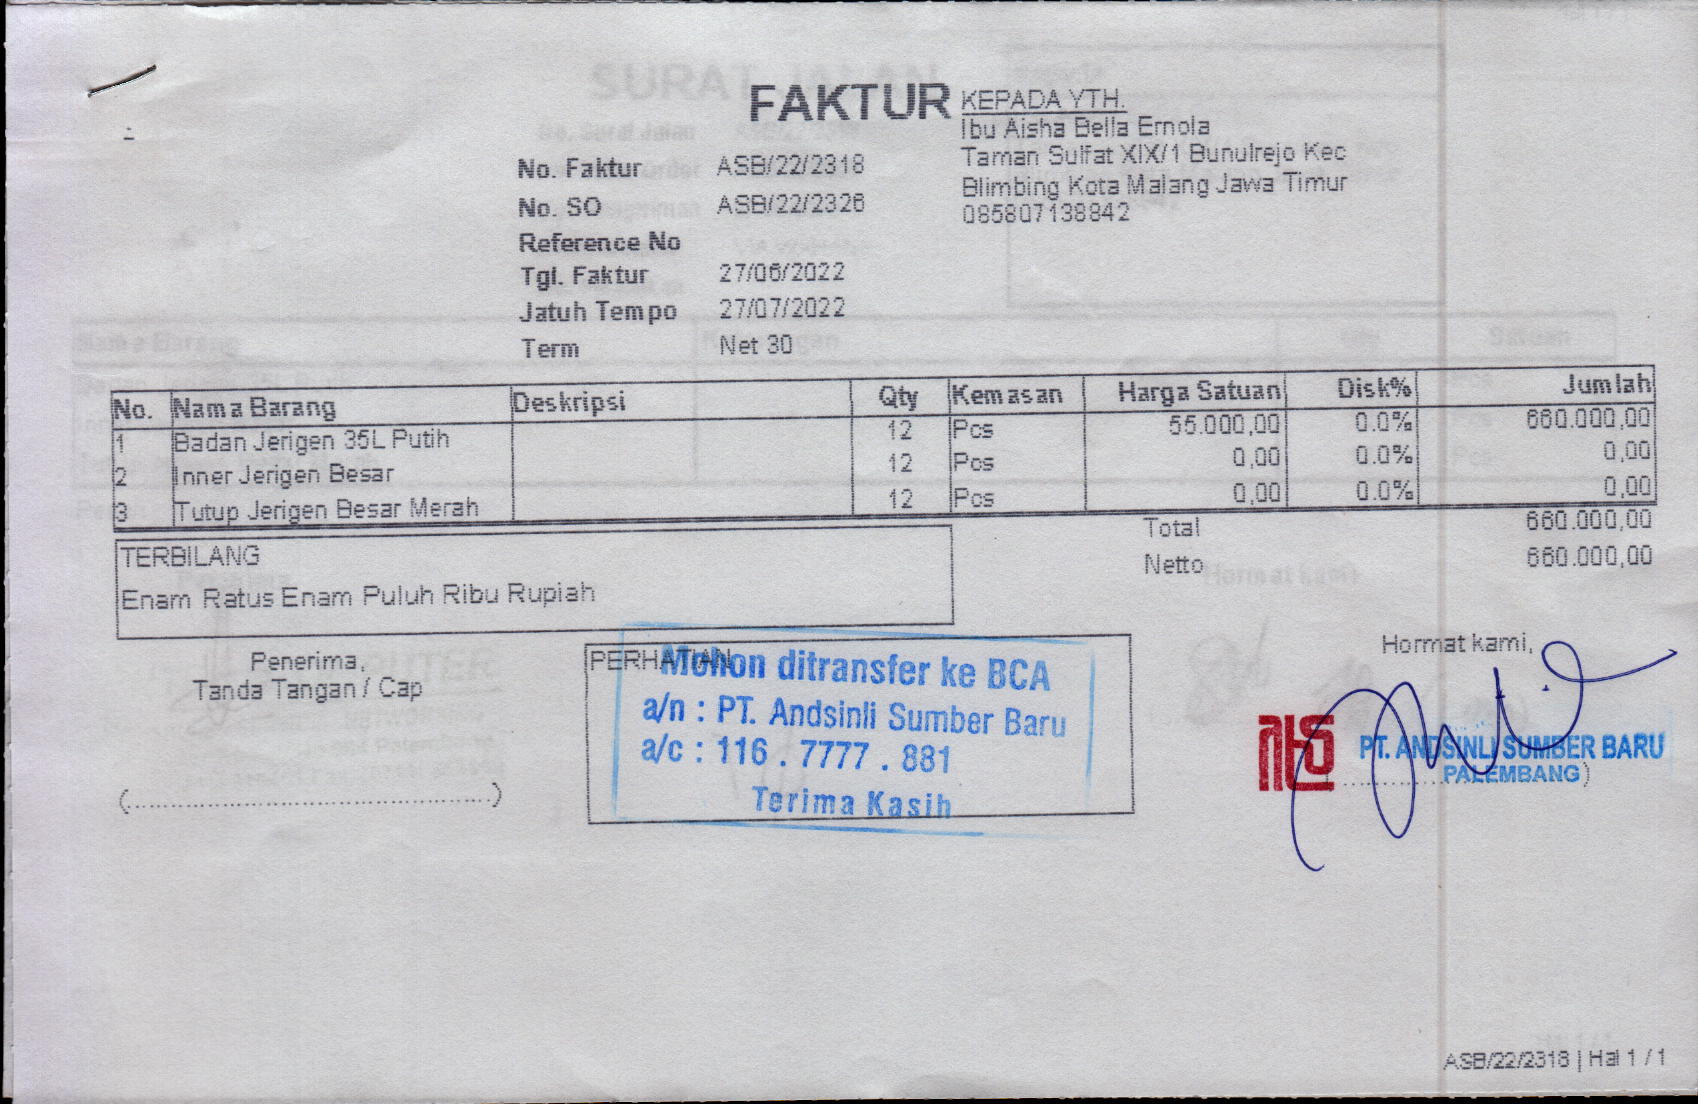 FAKTUR
KEPADA YTH.
Ibu Aisha Bella Ernola
Taman Sulfat XIX/1 Bunulrejo Kec
Blimbing Kota Malang Jawa Timur
085807138842
No. Faktur ASB/22/2318
No. SO ASB/22/2326
Reference No
Tgl. Faktur 27/06/2022
Jatuh Tempo 27/07/2022
Term Net 30
No. Nama Barang Deskripsi Qty Kemasan Harga Satuan Disk% Jumlah
1 Badan Jerigen 35L Putih 12 Pcs 55.000,00 0.0% 660.000,00
2 Inner Jerigen Besar 12 Pcs 0,00 0.0% 0,00
3 Tutup Jerigen Besar Merah 12 Pcs 0,00 0.0% 0,00
Total 660.000,00
Netto 660.000,00
TERBILANG
Enam Ratus Enam Puluh Ribu Rupiah
Penerima,
Tanda Tangan / Cap
(............................................)
PERHATIAN
Mohon ditransfer ke BCA
a/n : PT. Andsinli Sumber Baru
a/c : 116 . 7777 . 881
Terima Kasih
Hormat kami,
PT. ANDSINLI SUMBER BARU
PALEMBANG
ASB/22/2318 | Hal 1 / 1